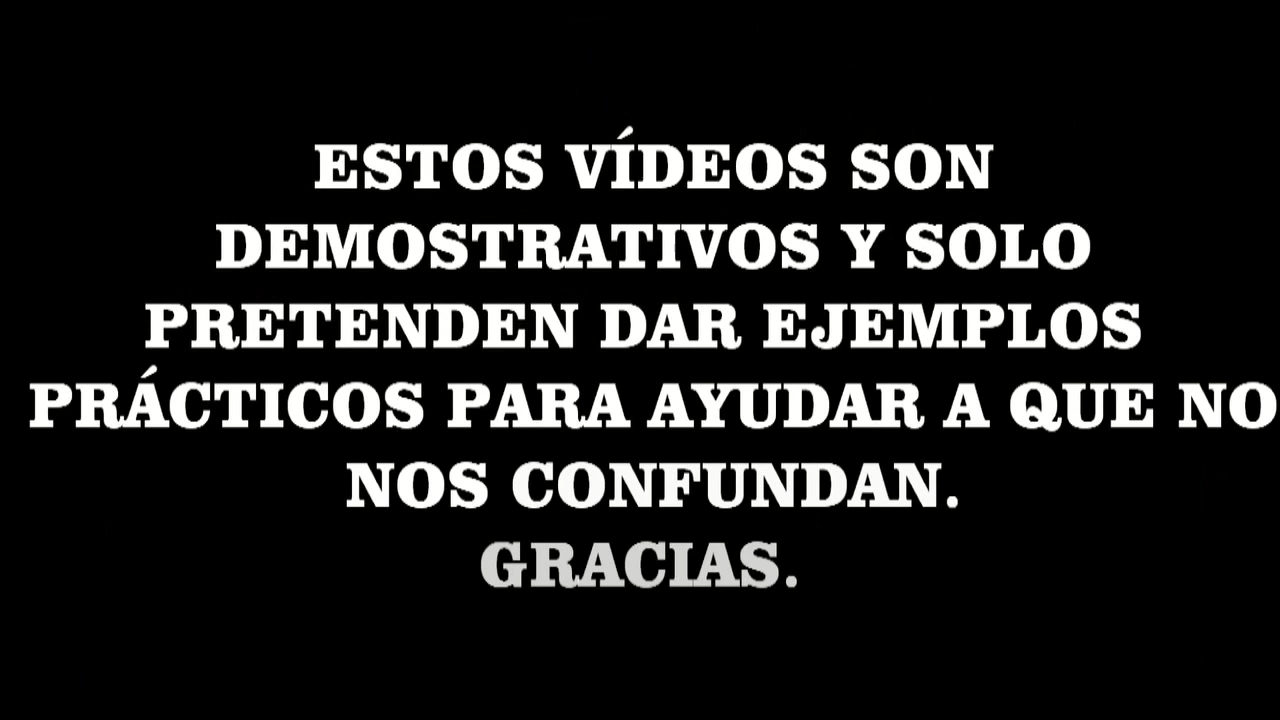 ESTOS VÍDEOS SON
DEMOSTRATIVOS Y SOLO
PRETENDEN DAR EJEMPLOS
PRÁCTICOS PARA AYUDAR A QUE NO
NOS CONFUNDAN.
GRACIAS.